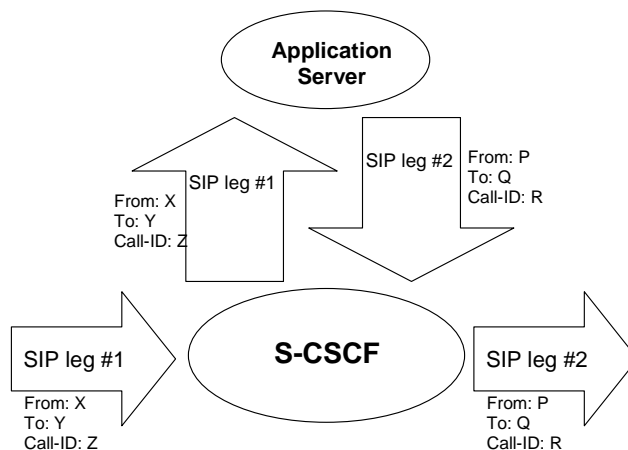 Application
Server
SIP leg #1
From: X
To: Y
Call-ID: Z
SIP leg #2
From: P
To: Q
Call-ID: R
SIP leg #1
From: X
To: Y
Call-ID: Z
S-CSCF
SIP leg #2
From: P
To: Q
Call-ID: R